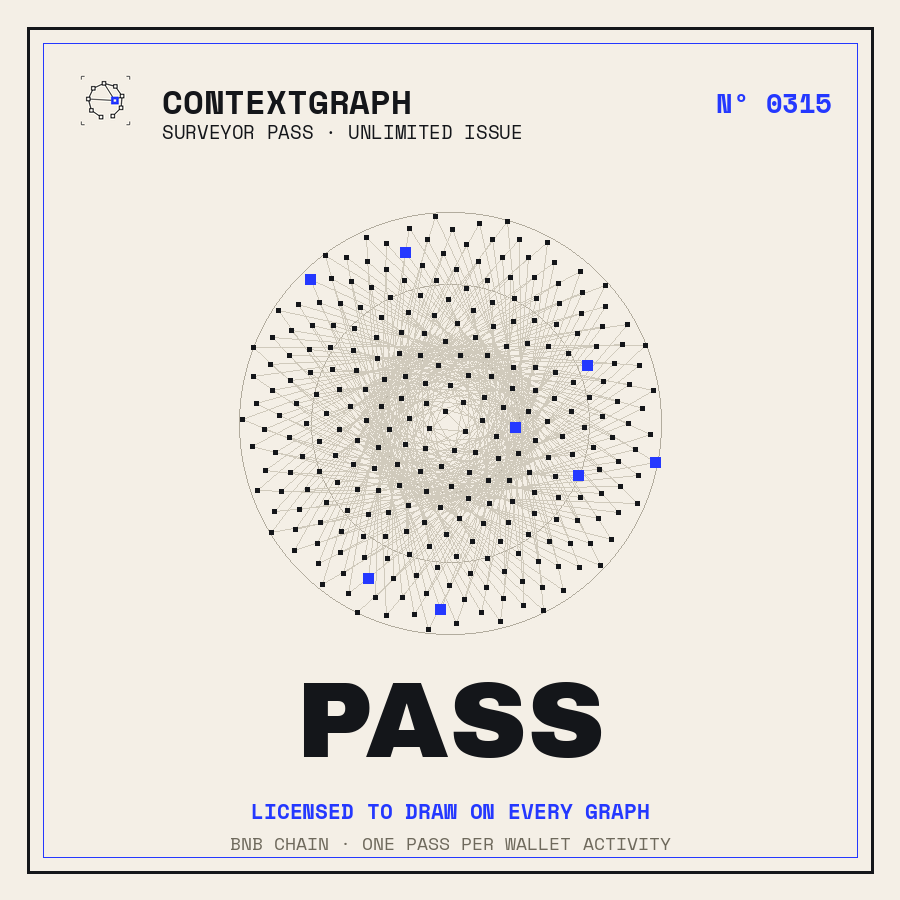 CONTEXTGRAPH
SURVEYOR PASS · UNLIMITED ISSUE
N° 0315
PASS
LICENSED TO DRAW ON EVERY GRAPH
BNB CHAIN · ONE PASS PER WALLET ACTIVITY